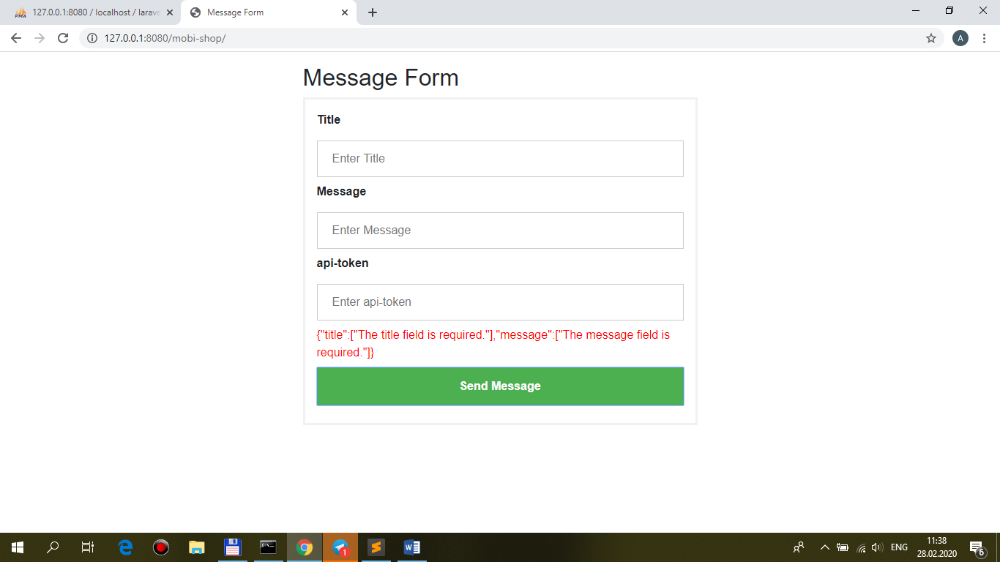 PMA 127.0.0.1:8080 / localhost / larave
Message Form
A
127.0.0.1:8080/mobi-shop/
Message Form
Title
Enter Title
Message
Enter Message
api-token
Enter api-token
{"title":["The title field is required."],"message":["The message field is
required."]}
Send Message
1
W
ENG
11:38
28.02.2020
6